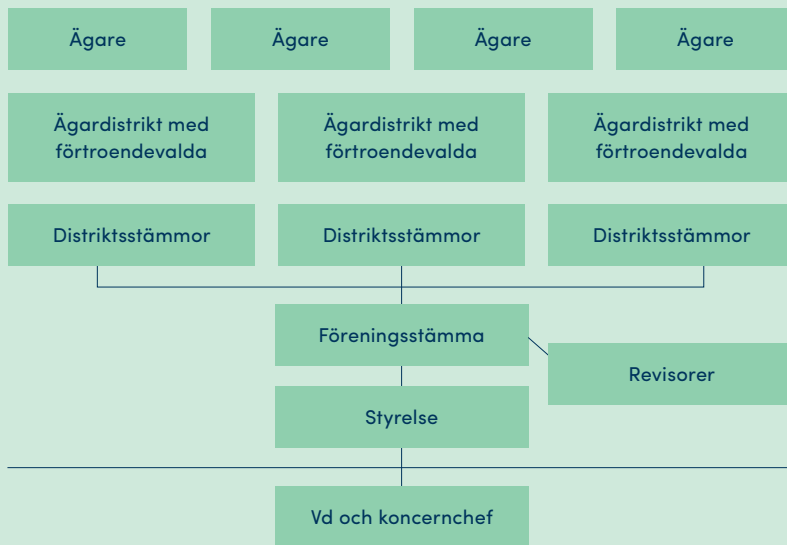 Ägare
Ägare
Ägare
Ägare
Ägardistrikt med
förtroendevalda
Ägardistrikt med
förtroendevalda
Ägardistrikt med
förtroendevalda
Distriktsstämmor
Distriktsstämmor
Distriktsstämmor
Föreningsstämma
Revisorer
Styrelse
Vd och koncernchef